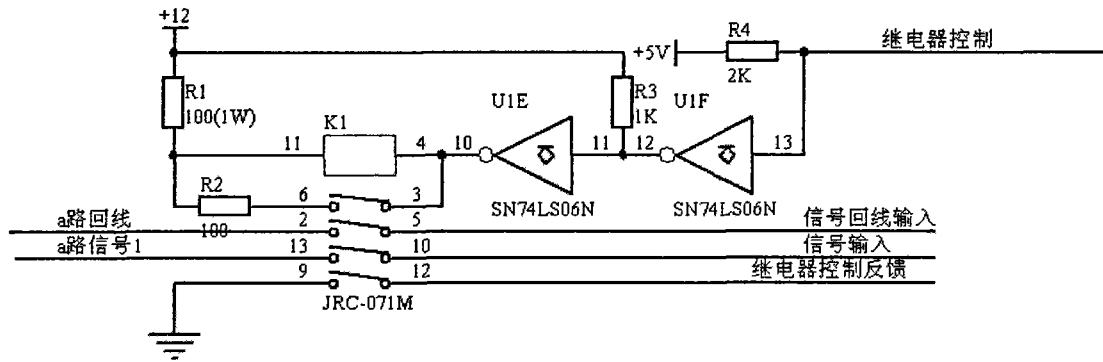 +12
R4
+5V
继电器控制
2K
R1
100(1W)
R3
1K
U1E
U1F
K1
11
4
10
11
12
13
R2
100
6
3
SN74LS06N
SN74LS06N
a路回线
2
5
信号回线输入
a路信号1
13
10
信号输入
9
12
继电器控制反馈
JRC-071M